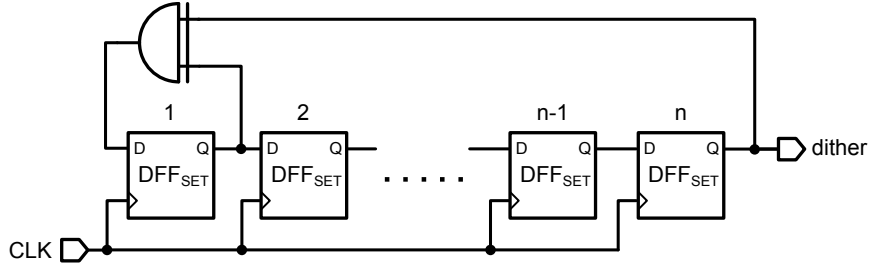 1 2 n-1 n
D Q D Q D Q D Q dither
DFFSET DFFSET . . . . . DFFSET DFFSET
CLK